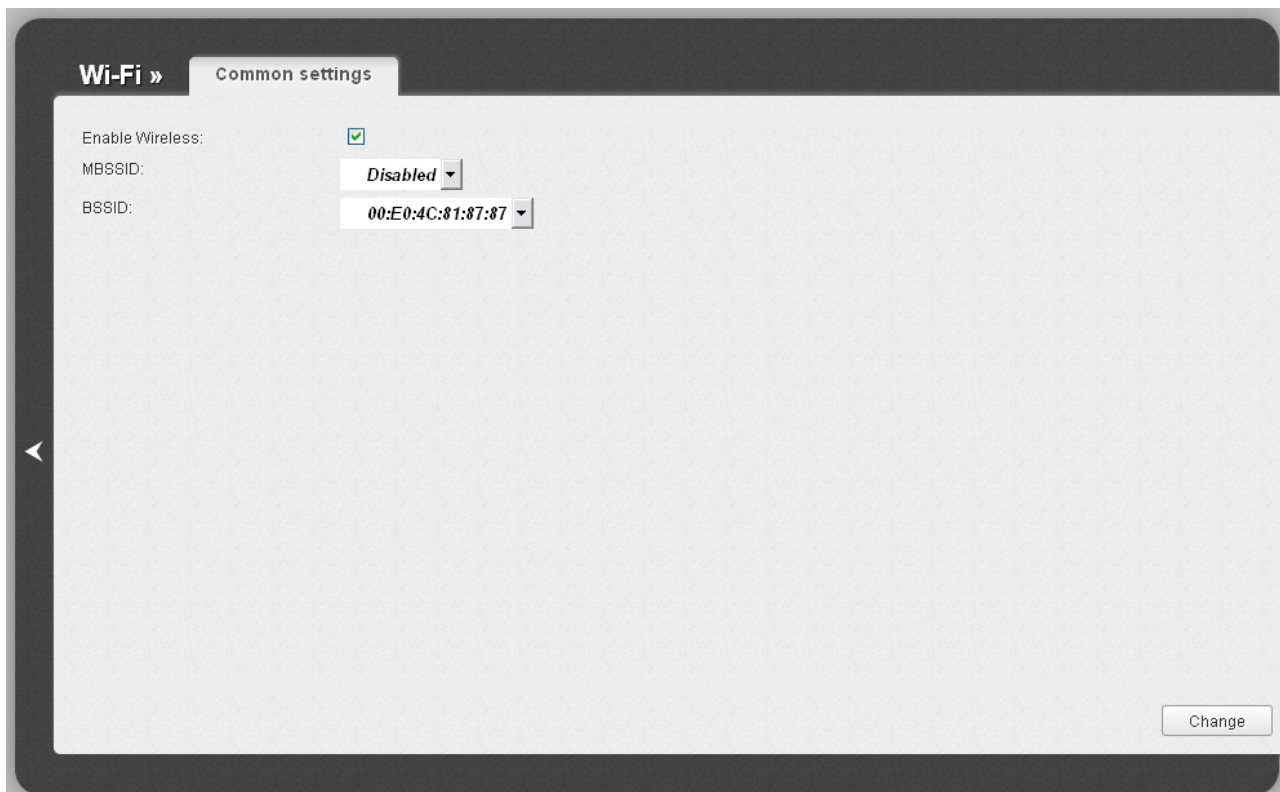 Wi-Fi » Common settings
Enable Wireless:
MBSSID: Disabled
BSSID: 00:E0:4C:81:87:87
Change